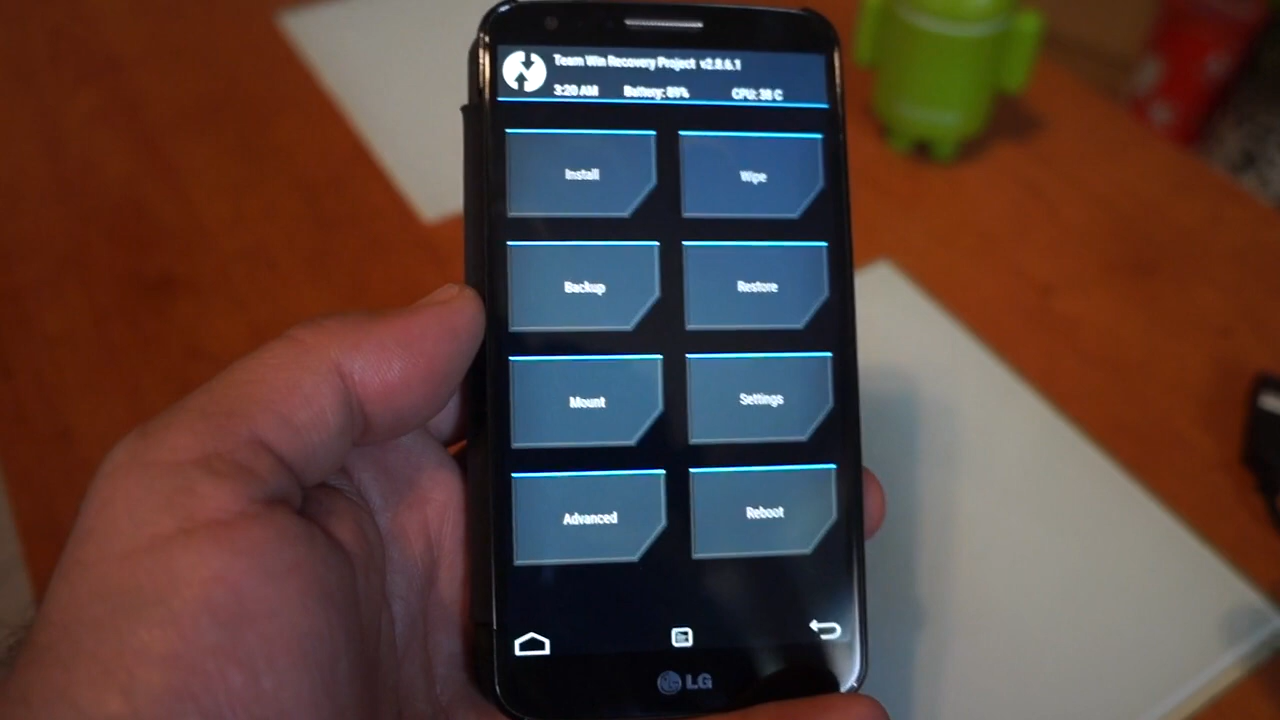 Team Win Recovery Project v2.8.6.1
3:20 AM Battery: 89% CPU: 38 C
Install Wipe
Backup Restore
Mount Settings
Advanced Reboot
LG